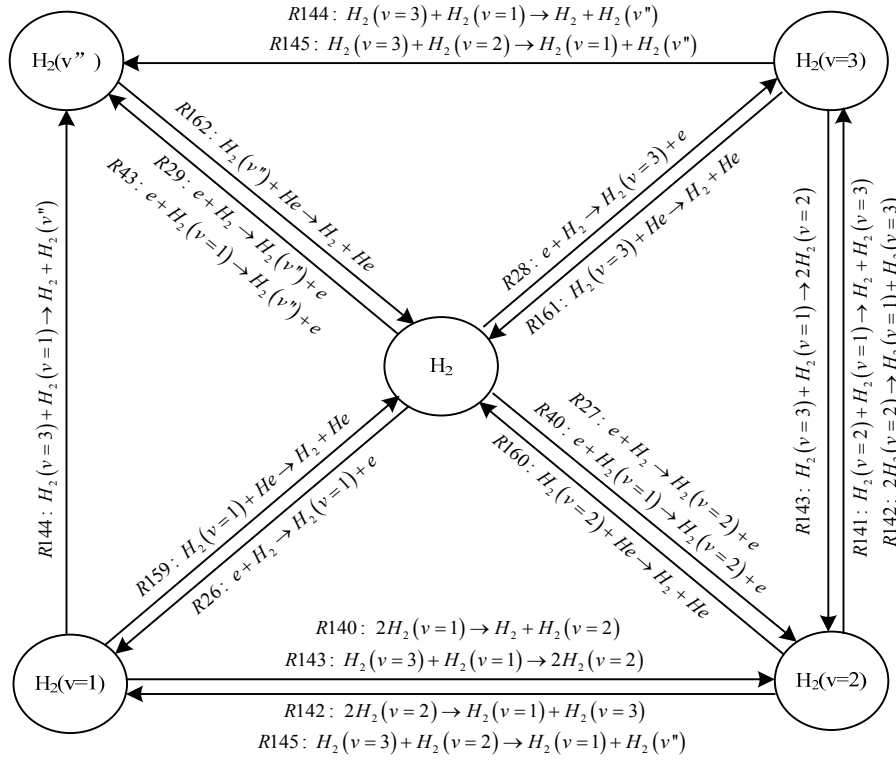 R144: H₂(v=3)+H₂(v=1)→H₂+H₂(v")
R145: H₂(v=3)+H₂(v=2)→H₂(v=1)+H₂(v")
H₂(v”)
H₂(v=3)
R162: H₂(v")+He→H₂+He
R29: e+H₂→H₂(v")+e
R43: e+H₂(v=1)→H₂(v")+e
R28: e+H₂→H₂(v=3)+e
R161: H₂(v=3)+He→H₂+He
R144: H₂(v=3)+H₂(v=1)→H₂+H₂(v")
H₂
R143: H₂(v=3)+H₂(v=1)→2H₂(v=2)
R141: H₂(v=2)+H₂(v=1)→H₂+H₂(v=3)
R142: 2H₂(v=2)→H₂(v=1)+H₂(v=3)
R159: H₂(v=1)+He→H₂+He
R26: e+H₂→H₂(v=1)+e
R27: e+H₂→H₂(v=2)+e
R40: e+H₂(v=1)→H₂(v=2)+e
R160: H₂(v=2)+He→H₂+He
H₂(v=1)
R140: 2H₂(v=1)→H₂+H₂(v=2)
R143: H₂(v=3)+H₂(v=1)→2H₂(v=2)
H₂(v=2)
R142: 2H₂(v=2)→H₂(v=1)+H₂(v=3)
R145: H₂(v=3)+H₂(v=2)→H₂(v=1)+H₂(v")